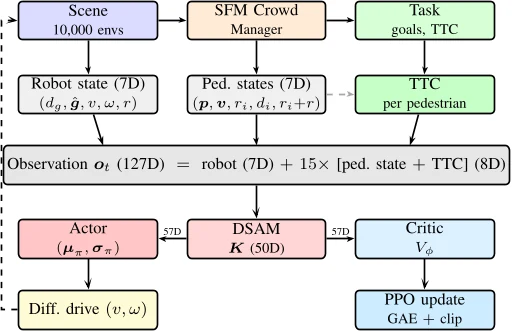 Scene
10,000 envs
SFM Crowd
Manager
Task
goals, TTC
Robot state (7D)
(d_g, ĝ, v, ω, r)
Ped. states (7D)
(p, v, r_i, d_i, r_i+r)
TTC
per pedestrian
Observation o_t (127D) = robot (7D) + 15× [ped. state + TTC] (8D)
Actor
(μ_π, σ_π)
57D
DSAM
K (50D)
57D
Critic
V_ϕ
Diff. drive (v, ω)
PPO update
GAE + clip